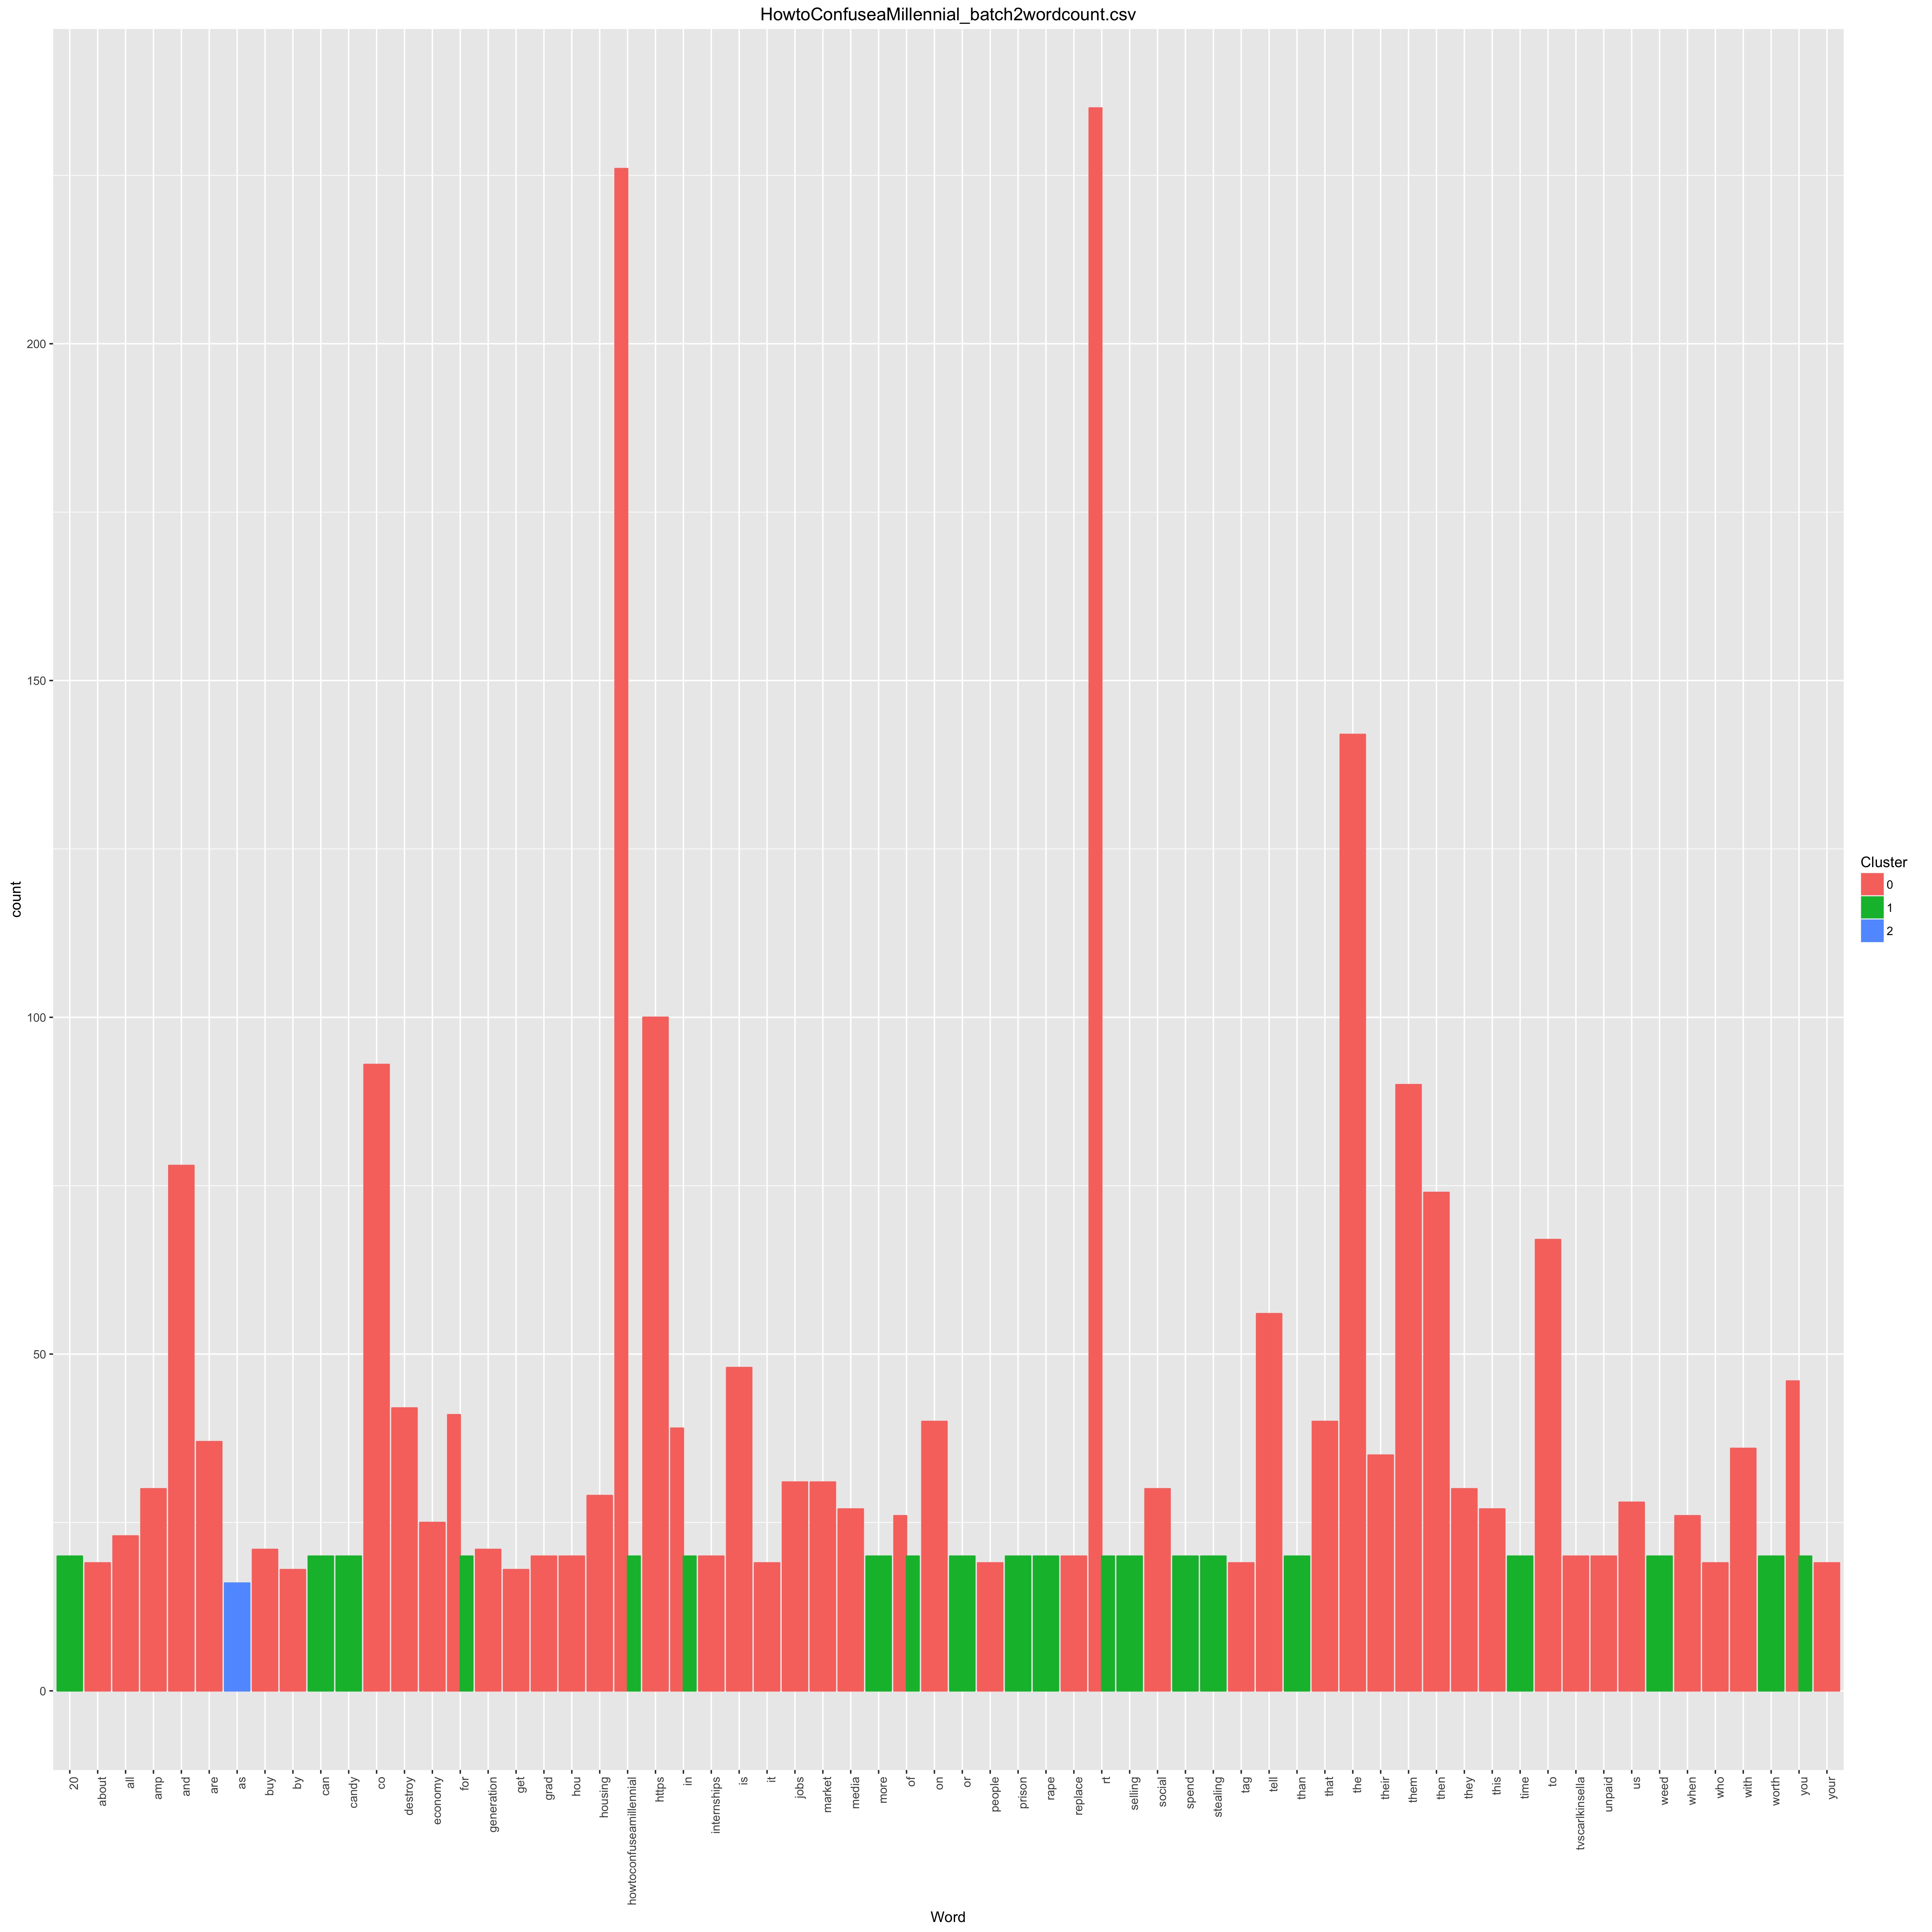 HowtoConfuseaMillennial_batch2wordcount.csv
200
150
100
50
0
count
Cluster
0
1
2
20
about
all
amp
and
are
as
buy
by
can
candy
co
destroy
economy
for
generation
get
grad
hou
housing
howtoconfuseamillennial
https
in
internships
is
it
jobs
market
media
more
of
on
or
people
prison
rape
replace
rt
selling
social
spend
stealing
tag
tell
than
that
the
their
them
then
they
this
time
to
tvscarlkinsella
unpaid
us
weed
when
who
with
worth
you
your
Word